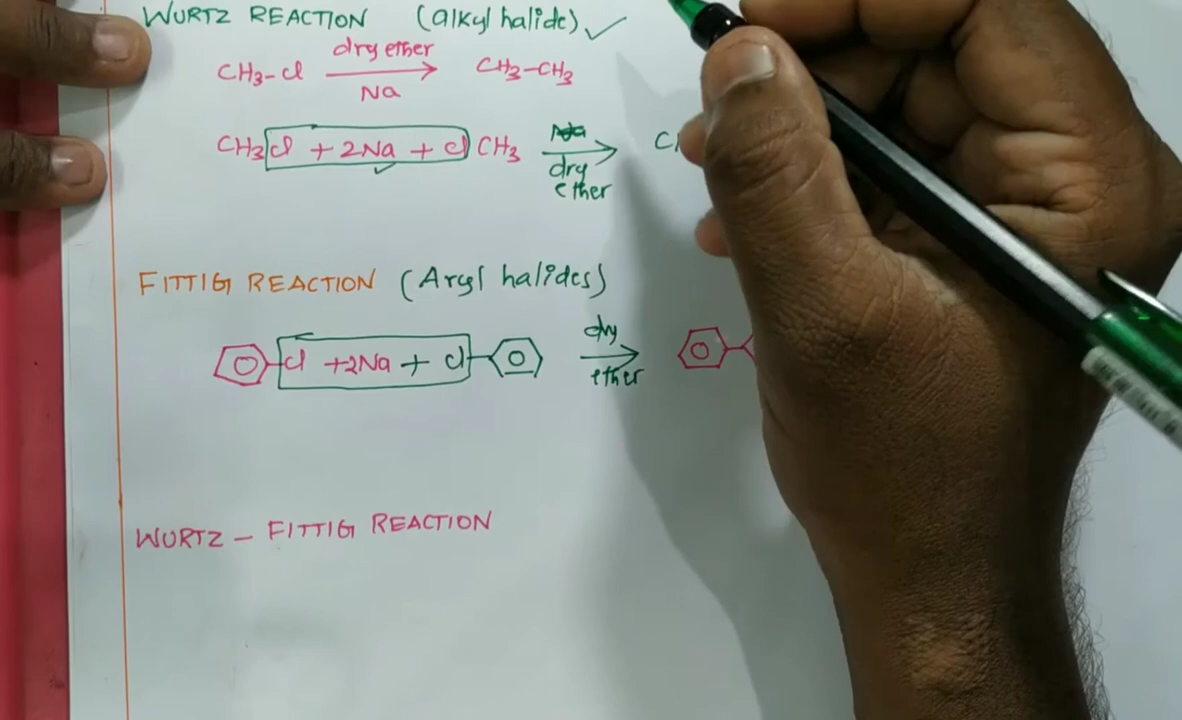 WURTZ REACTION (alkyl halide) ✓
dry ether
CH3-Cl ⟶ CH3-CH3
Na
CH3 Cl + 2Na + Cl CH3 ⟶
dry
ether
FITTIG REACTION (Aryl halides)
dry
Cl +2Na + Cl ⟶
ether
WURTZ – FITTIG REACTION